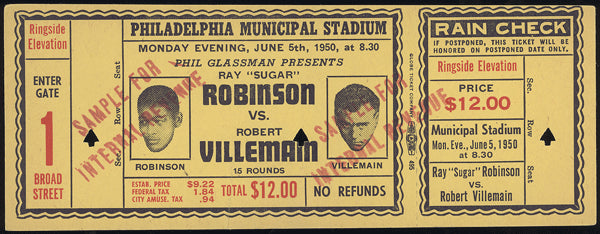 Ringside
Elevation
ENTER
GATE
1
BROAD
STREET
Seat
Row
Sec.
PHILADELPHIA MUNICIPAL STADIUM
MONDAY EVENING, JUNE 5th, 1950, at 8.30
PHIL GLASSMAN PRESENTS
RAY "SUGAR"
ROBINSON
VS.
ROBERT
VILLEMAIN
15 ROUNDS
ROBINSON
VILLEMAIN
SAMPLE FOR
INTERNAL REVENUE
SAMPLE FOR
INTERNAL REVENUE
ESTAB. PRICE $9.22
FEDERAL TAX 1.84
CITY AMUSE. TAX .94
TOTAL $12.00
NO REFUNDS
GLOBE TICKET COMPANY
495
RAIN CHECK
IF POSTPONED, THIS TICKET WILL BE
HONORED ON POSTPONED DATE ONLY.
Ringside Elevation
PRICE
$12.00
Municipal Stadium
Mon. Eve., June 5, 1950
at 8.30
Ray "Sugar" Robinson
VS.
Robert Villemain
Sec.
Row
Seat